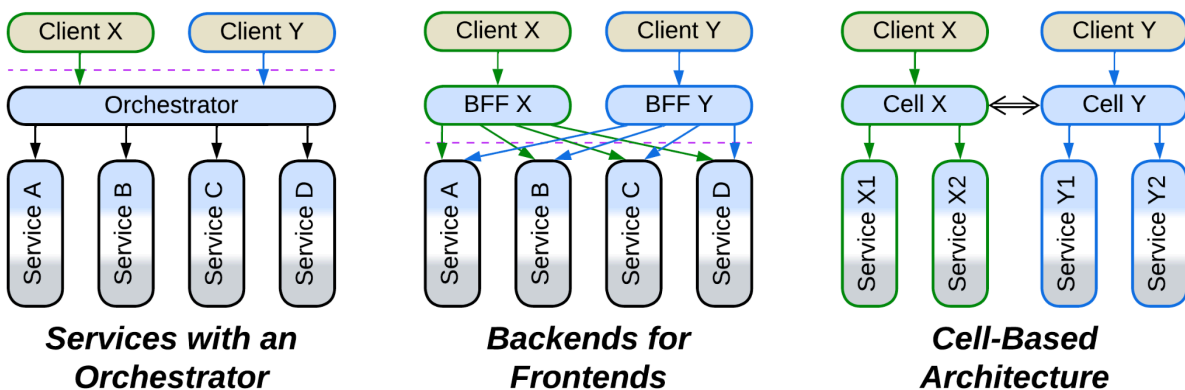 Client X
Client Y
Orchestrator
Service A
Service B
Service C
Service D
Services with an
Orchestrator
Client X
Client Y
BFF X
BFF Y
Service A
Service B
Service C
Service D
Backends for
Frontends
Client X
Client Y
Cell X
Cell Y
Service X1
Service X2
Service Y1
Service Y2
Cell-Based
Architecture